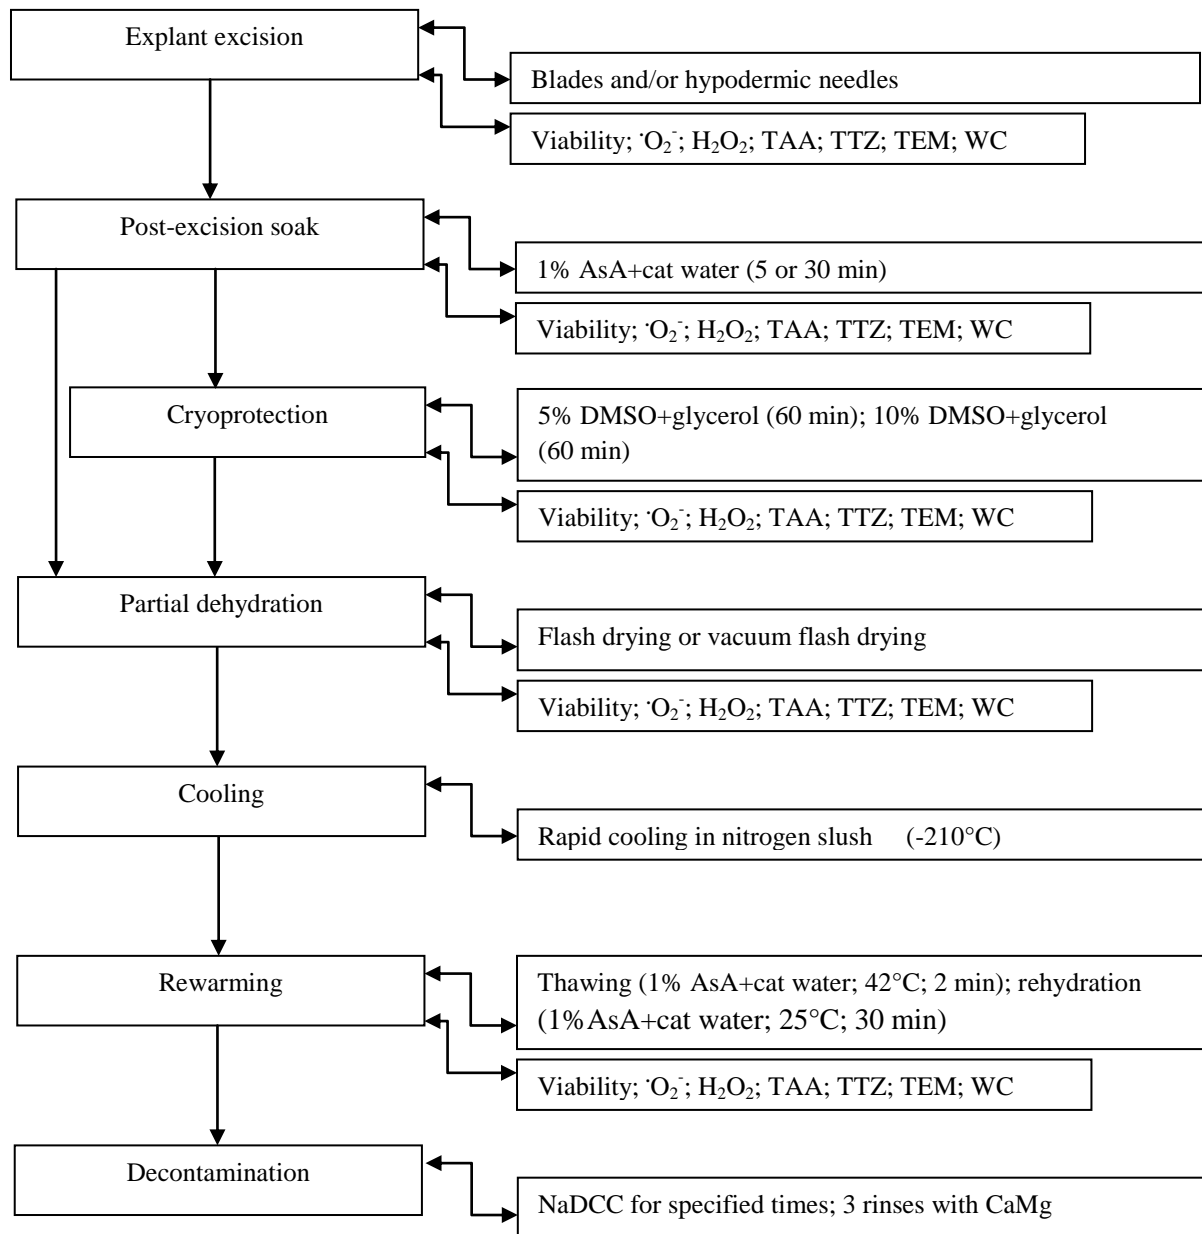 Explant excision
Blades and/or hypodermic needles
Viability; ·O₂⁻; H₂O₂; TAA; TTZ; TEM; WC
Post-excision soak
1% AsA+cat water (5 or 30 min)
Viability; ·O₂⁻; H₂O₂; TAA; TTZ; TEM; WC
Cryoprotection
5% DMSO+glycerol (60 min); 10% DMSO+glycerol
(60 min)
Viability; ·O₂⁻; H₂O₂; TAA; TTZ; TEM; WC
Partial dehydration
Flash drying or vacuum flash drying
Viability; ·O₂⁻; H₂O₂; TAA; TTZ; TEM; WC
Cooling
Rapid cooling in nitrogen slush (-210°C)
Rewarming
Thawing (1% AsA+cat water; 42°C; 2 min); rehydration
(1%AsA+cat water; 25°C; 30 min)
Viability; ·O₂⁻; H₂O₂; TAA; TTZ; TEM; WC
Decontamination
NaDCC for specified times; 3 rinses with CaMg